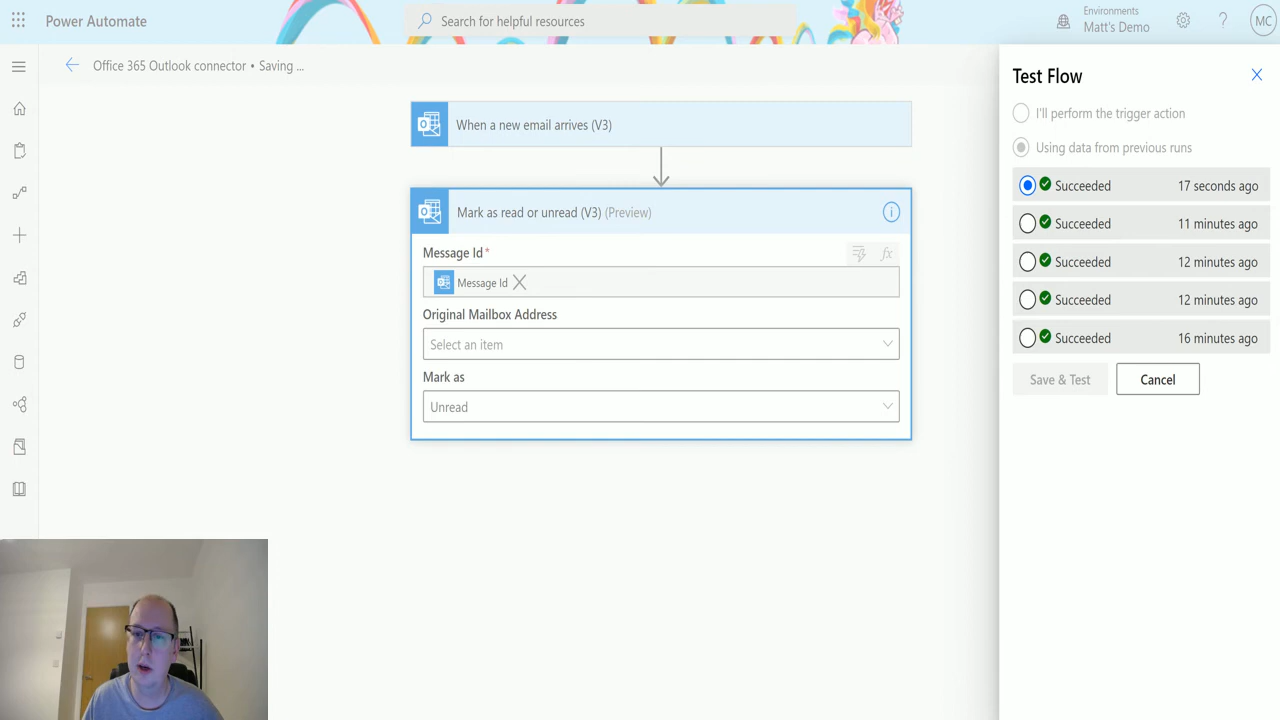 Power Automate
Search for helpful resources
Environments
Matt's Demo
MC
Office 365 Outlook connector • Saving ...
When a new email arrives (V3)
Mark as read or unread (V3) (Preview)
Message Id *
fx
Message Id
Original Mailbox Address
Select an item
Mark as
Unread
Test Flow
I'll perform the trigger action
Using data from previous runs
Succeeded 17 seconds ago
Succeeded 11 minutes ago
Succeeded 12 minutes ago
Succeeded 12 minutes ago
Succeeded 16 minutes ago
Save & Test
Cancel